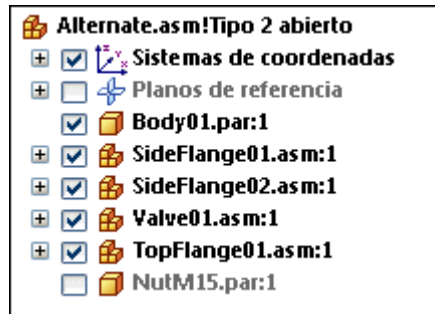 Alternate.asm!Tipo 2 abierto
Sistemas de coordenadas
Planos de referencia
Body01.par:1
SideFlange01.asm:1
SideFlange02.asm:1
Valve01.asm:1
TopFlange01.asm:1
NutM15.par:1